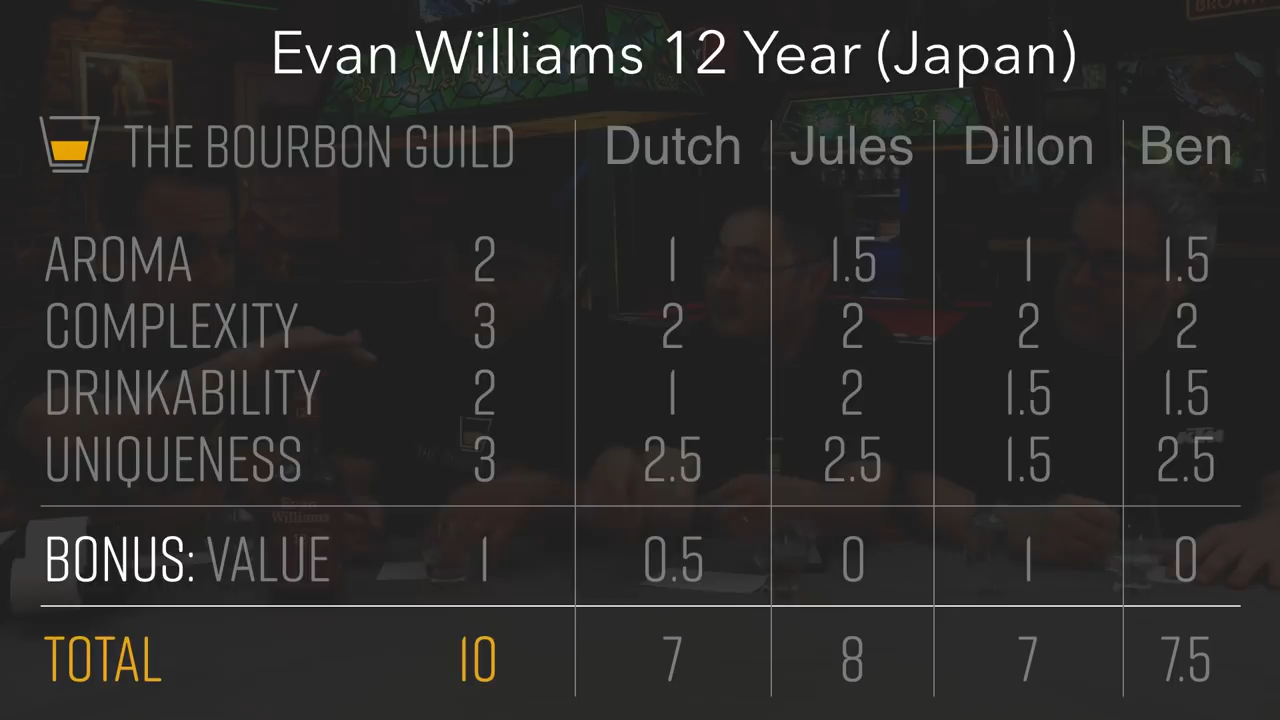 Evan Williams 12 Year (Japan)
THE BOURBON GUILD Dutch Jules Dillon Ben
AROMA 2 1 1.5 1 1.5
COMPLEXITY 3 2 2 2 2
DRINKABILITY 2 1 2 1.5 1.5
UNIQUENESS 3 2.5 2.5 1.5 2.5
BONUS: VALUE 1 0.5 0 1 0
TOTAL 10 7 8 7 7.5
Evan
Williams